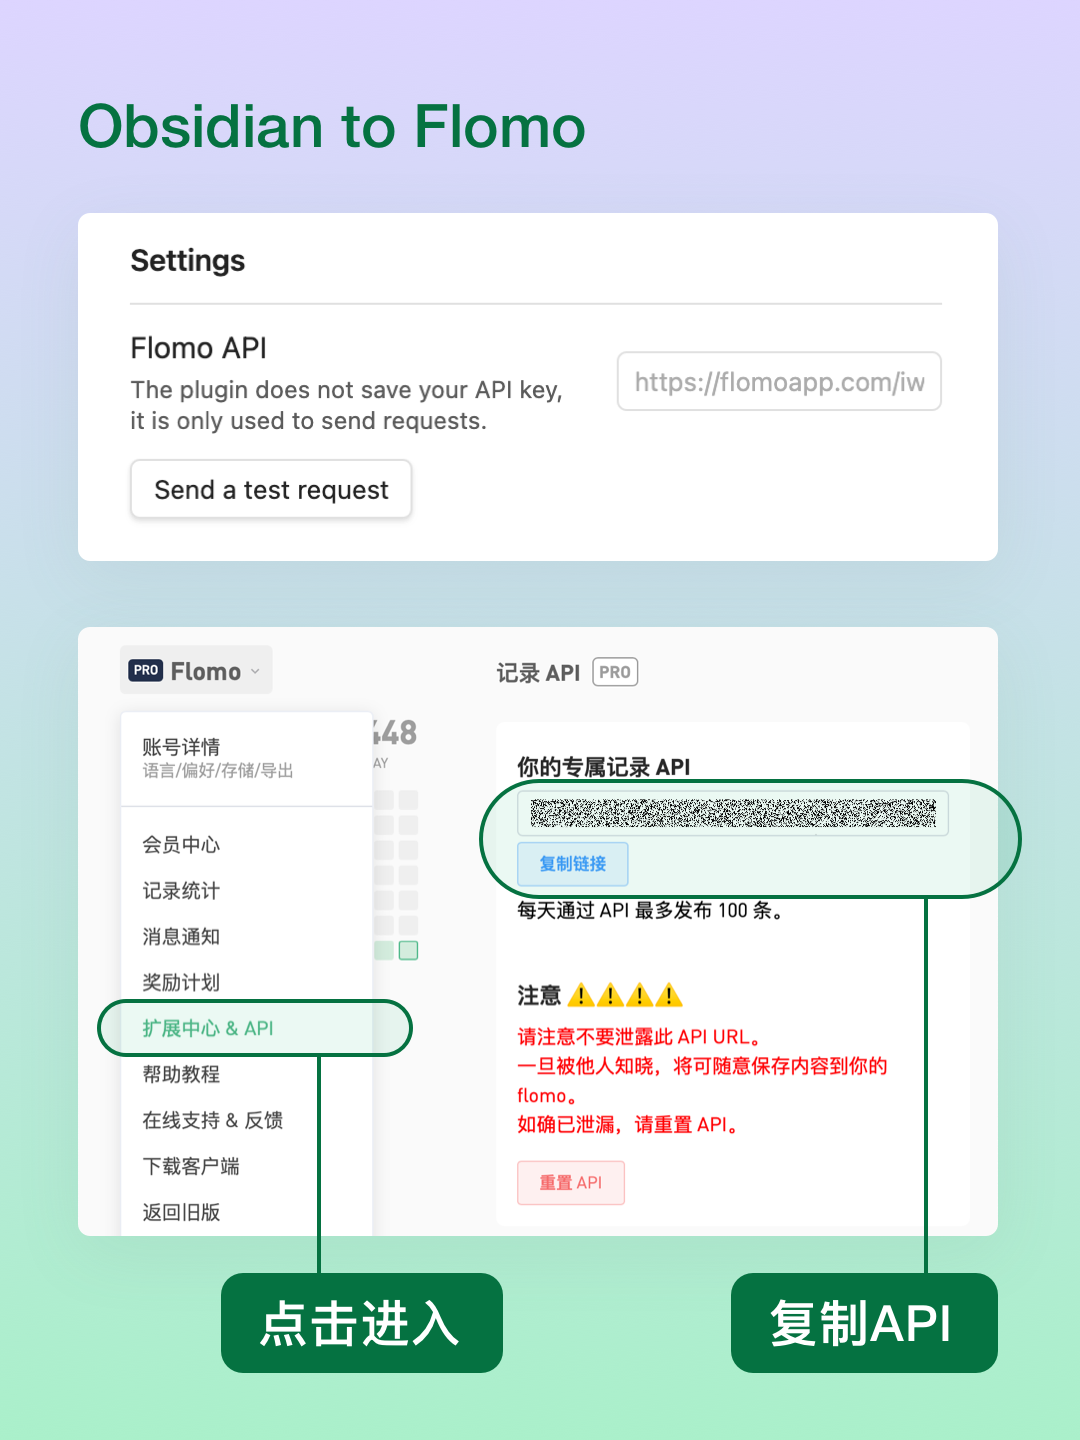 Obsidian to Flomo
Settings
Flomo API
The plugin does not save your API key,
it is only used to send requests.
https://flomoapp.com/iw
Send a test request
PRO Flomo
448
AY
账号详情
语言/偏好/存储/导出
会员中心
记录统计
消息通知
奖励计划
扩展中心 & API
帮助教程
在线支持 & 反馈
下载客户端
返回旧版
记录 API PRO
你的专属记录 API
复制链接
每天通过 API 最多发布 100 条。
注意 ⚠️⚠️⚠️⚠️
请注意不要泄露此 API URL。
一旦被他人知晓，将可随意保存内容到你的
flomo。
如确已泄漏，请重置 API。
重置 API
点击进入
复制API